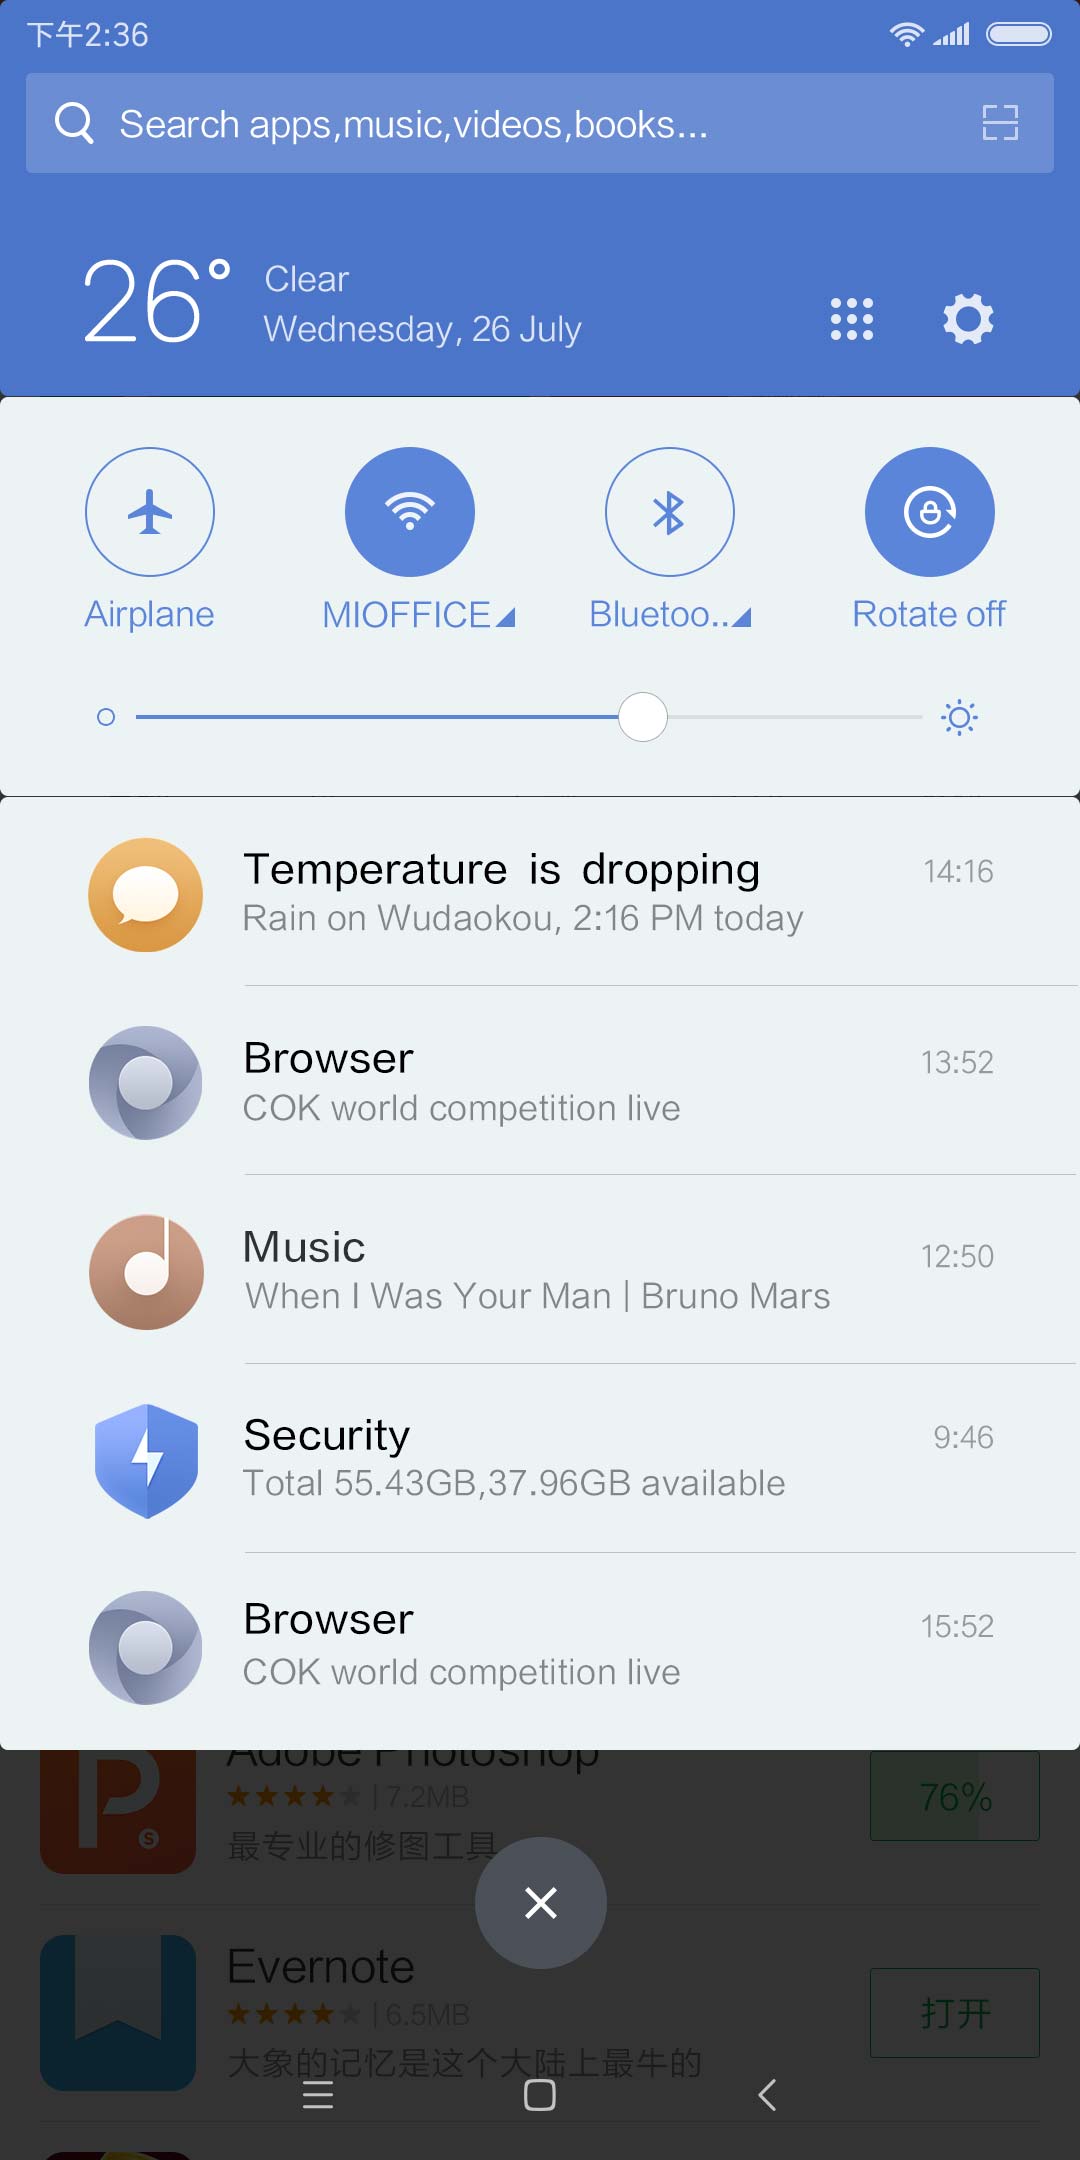 下午2:36
Search apps,music,videos,books...
26°
Clear
Wednesday, 26 July
Airplane
MIOFFICE
Bluetoo..
Rotate off
Temperature is dropping
14:16
Rain on Wudaokou, 2:16 PM today
Browser
13:52
COK world competition live
Music
12:50
When I Was Your Man | Bruno Mars
Security
9:46
Total 55.43GB,37.96GB available
Browser
15:52
COK world competition live
Adobe Photoshop
| 7.2MB
76%
最专业的修图工具
Evernote
| 6.5MB
打开
大象的记忆是这个大陆上最牛的